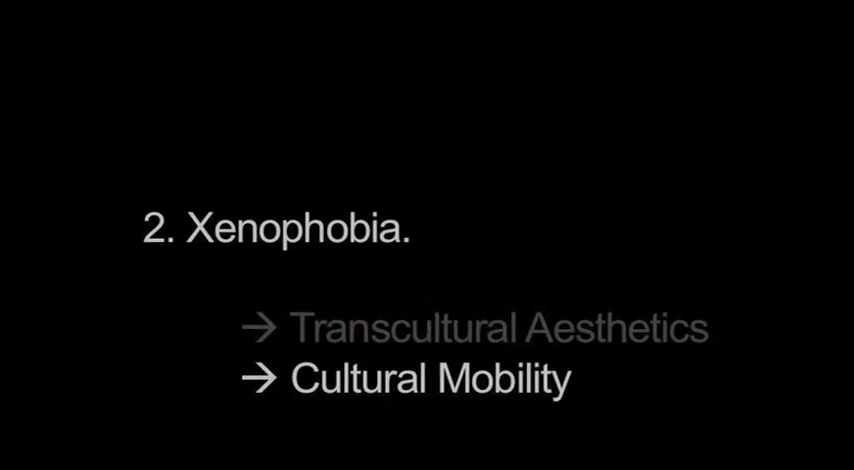 2. Xenophobia.
→ Transcultural Aesthetics
→ Cultural Mobility